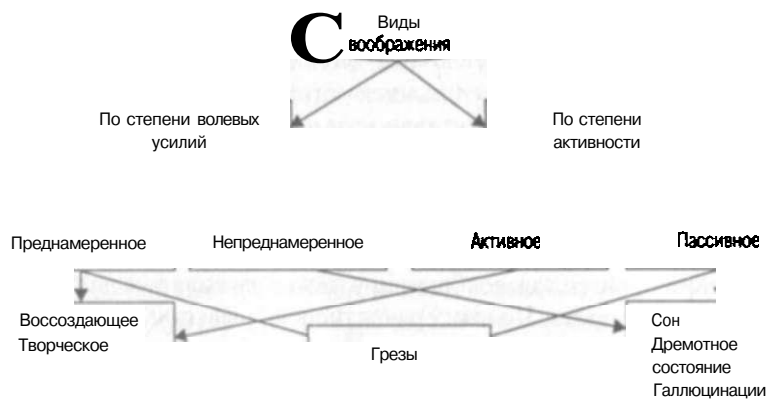 Виды
С воображения
По степени волевых усилий
По степени активности
Преднамеренное
Непреднамеренное
Активное
Пассивное
Воссоздающее
Творческое
Грезы
Сон
Дремотное
состояние
Галлюцинации